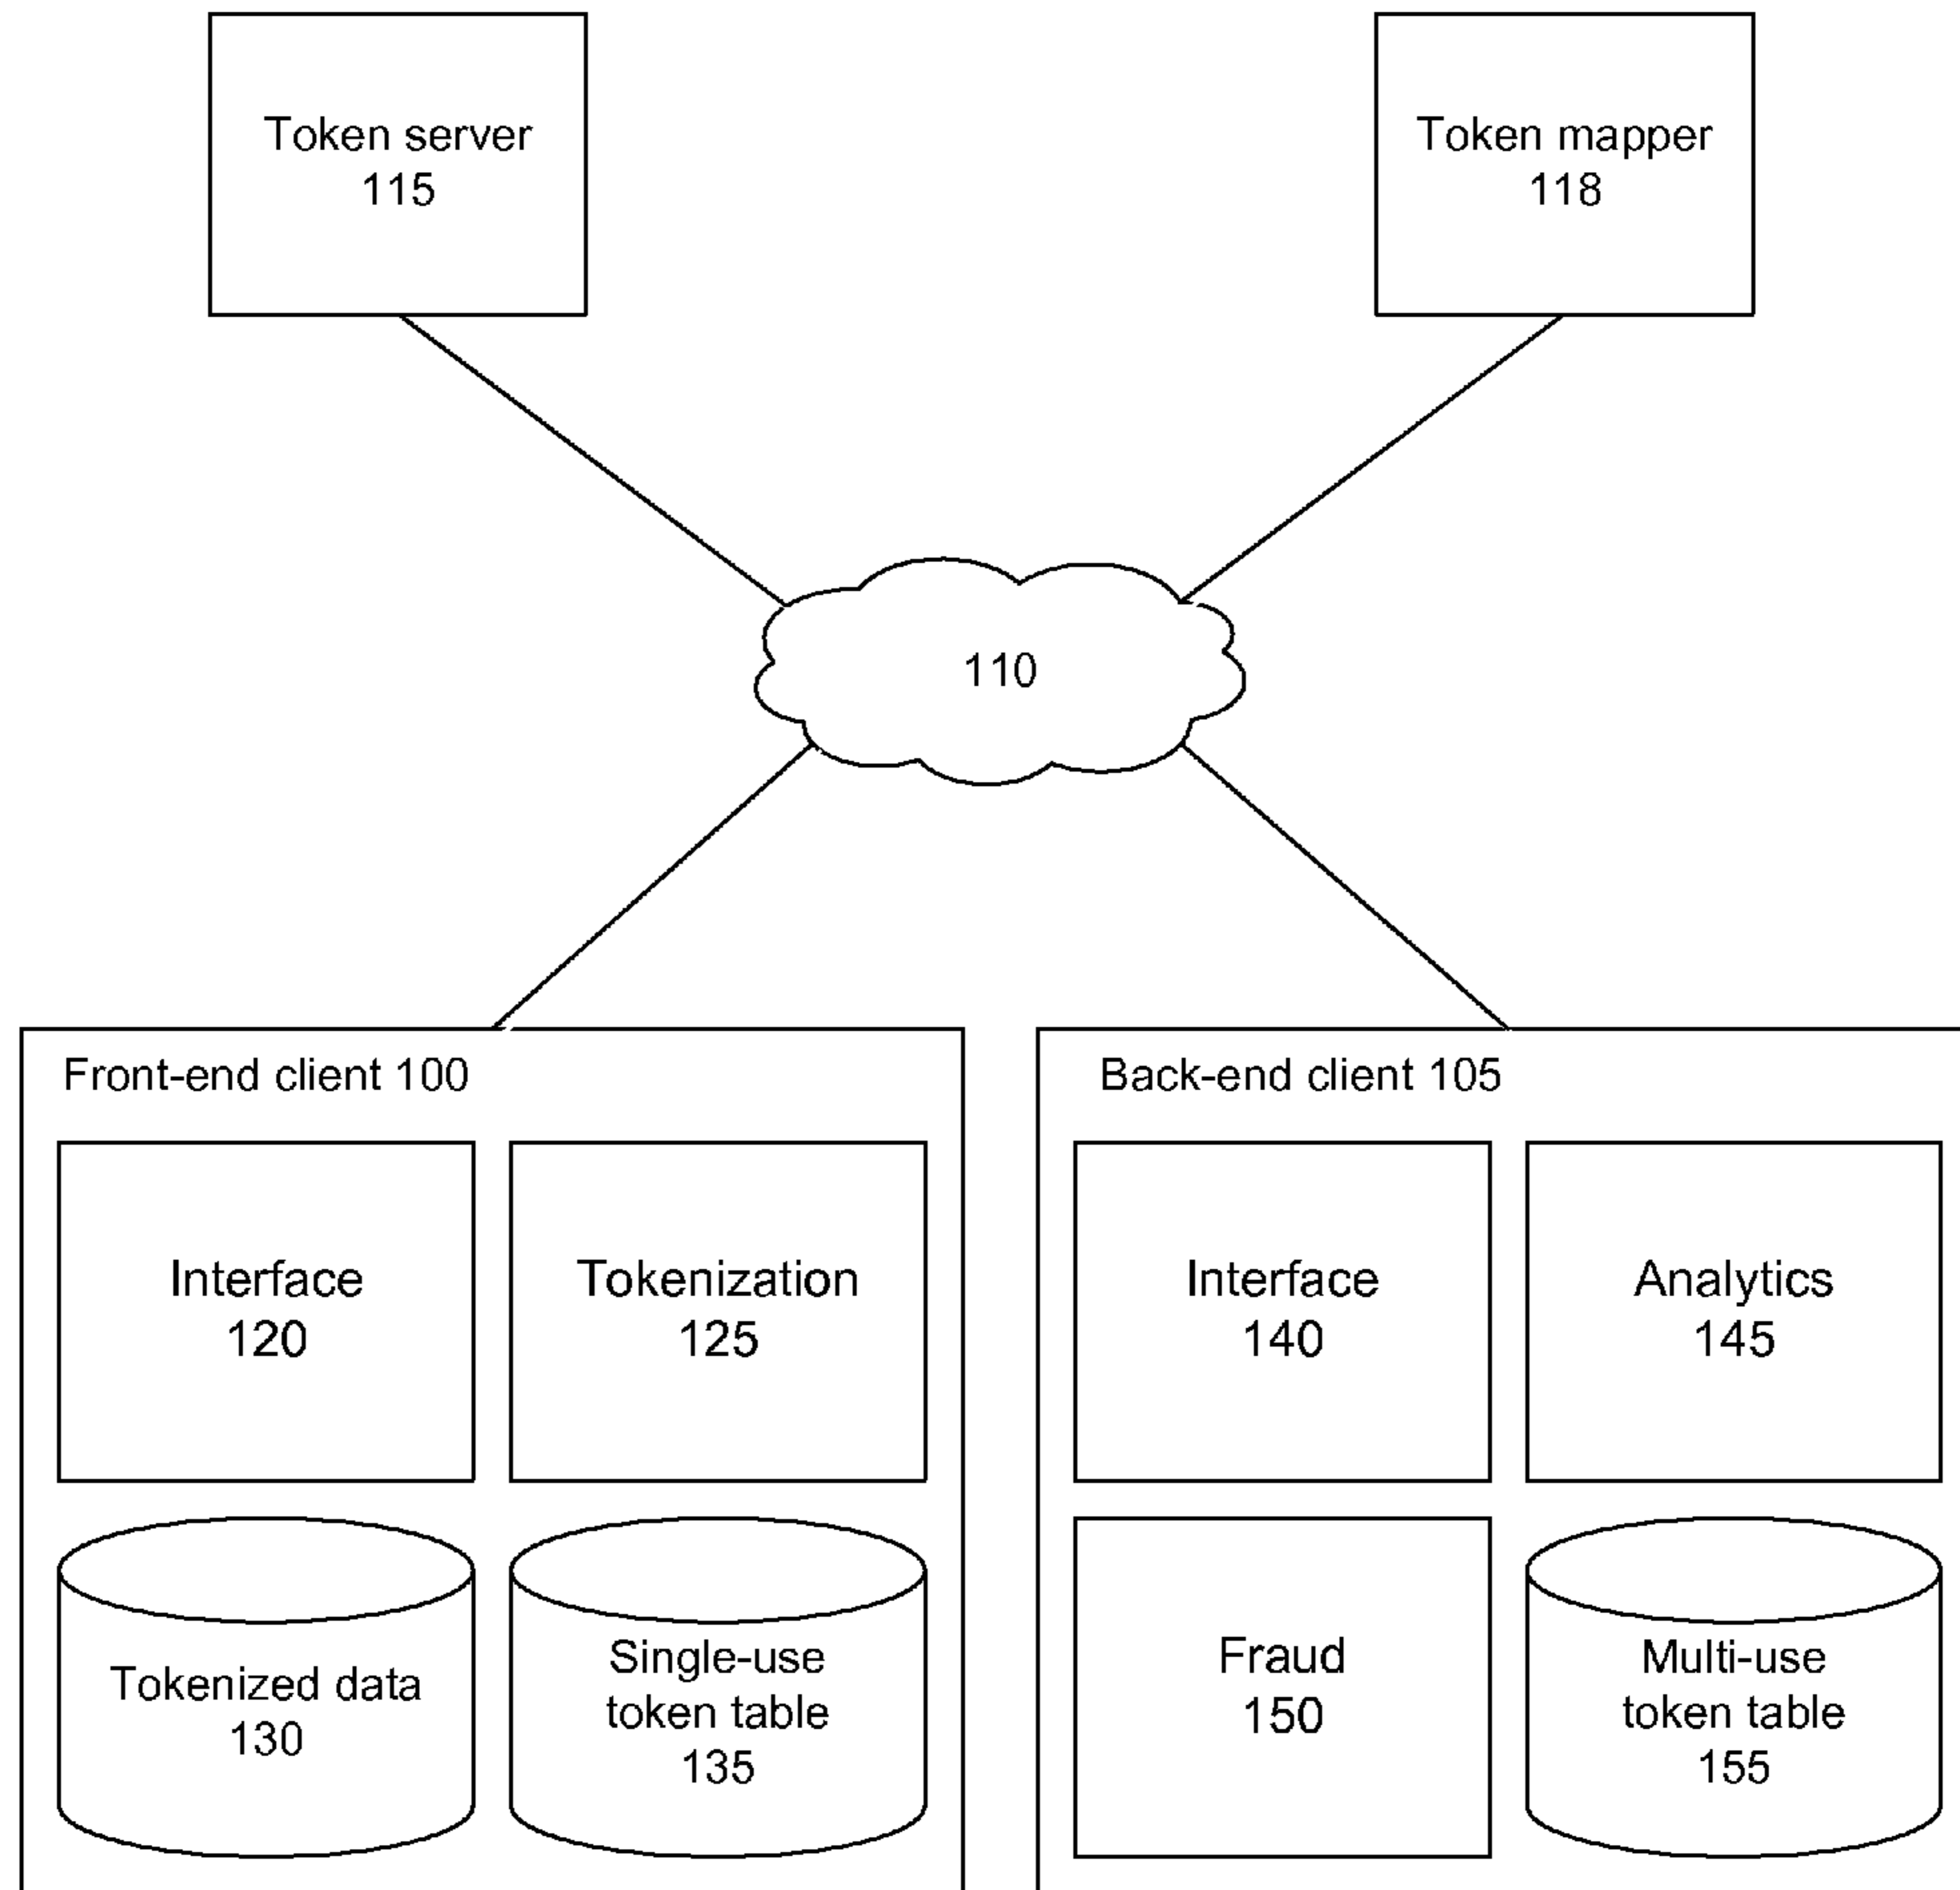 Token server
115
Token mapper
118
110
Front-end client 100
Interface
120
Tokenization
125
Tokenized data
130
Single-use
token table
135
Back-end client 105
Interface
140
Analytics
145
Fraud
150
Multi-use
token table
155